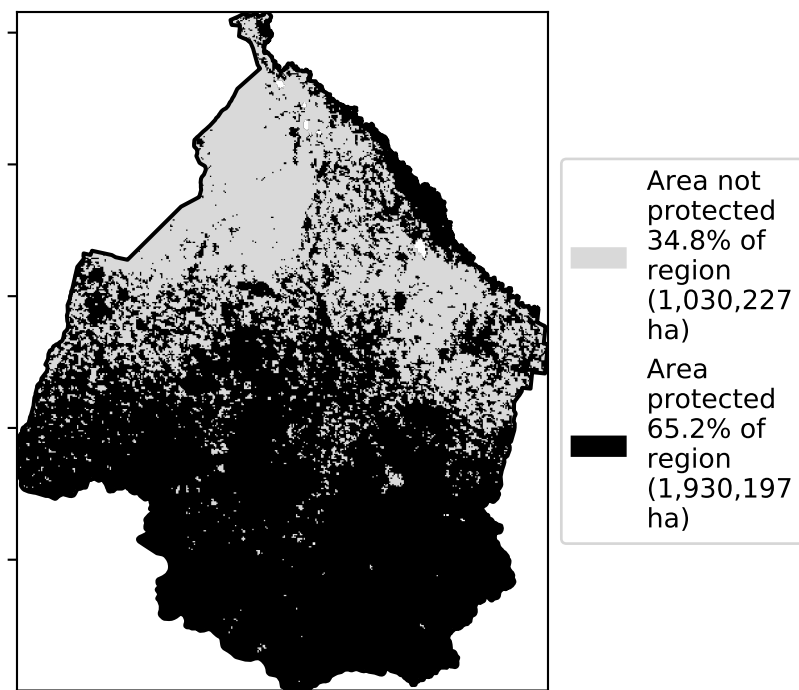 Area not
protected
34.8% of
region
(1,030,227
ha)
Area
protected
65.2% of
region
(1,930,197
ha)